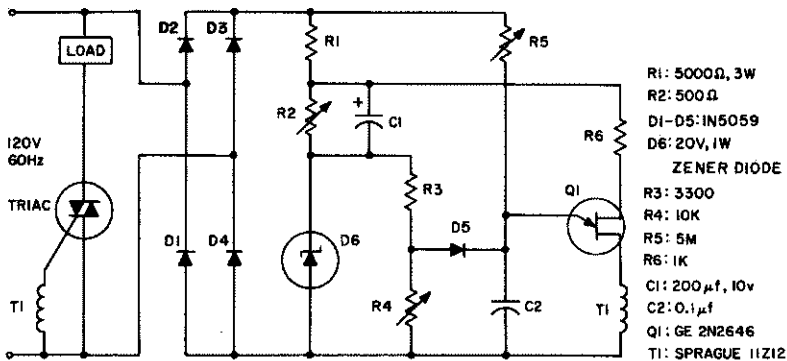 D2
D3
LOAD
R1
R5
R2
+
C1
R6
120V
60Hz
TRIAC
R3
Q1
D1
D4
D6
D5
T1
R4
C2
T1
R1: 5000Ω, 3W
R2: 500Ω
D1-D5: 1N5059
D6: 20V, 1W
ZENER DIODE
R3: 3300
R4: 10K
R5: 5M
R6: 1K
C1: 200μf, 10v
C2: 0.1μf
Q1: GE 2N2646
T1: SPRAGUE 11Z12